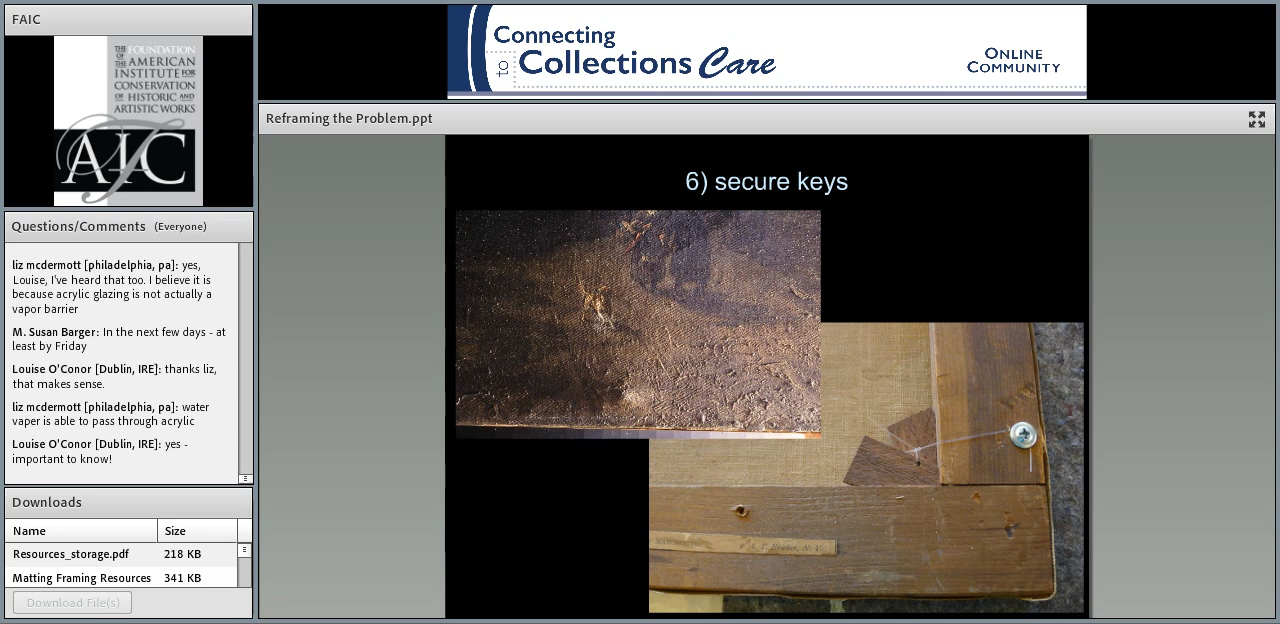 FAIC
THE FOUNDATION
OF THE AMERICAN
INSTITUTE FOR
CONSERVATION
OF HISTORIC AND
ARTISTIC WORKS
AIC
Connecting
to Collections Care
ONLINE
COMMUNITY
Questions/Comments (Everyone)
liz mcdermott [philadelphia, pa]: yes,
Louise, I've heard that too. I believe it is
because acrylic glazing is not actually a
vapor barrier
M. Susan Barger: In the next few days - at
least by Friday
Louise O'Conor [Dublin, IRE]: thanks liz,
that makes sense.
liz mcdermott [philadelphia, pa]: water
vaper is able to pass through acrylic
Louise O'Conor [Dublin, IRE]: yes -
important to know!
Downloads
Name Size
Resources_storage.pdf 218 KB
Matting Framing Resources 341 KB
Download File(s)
Reframing the Problem.ppt
6) secure keys